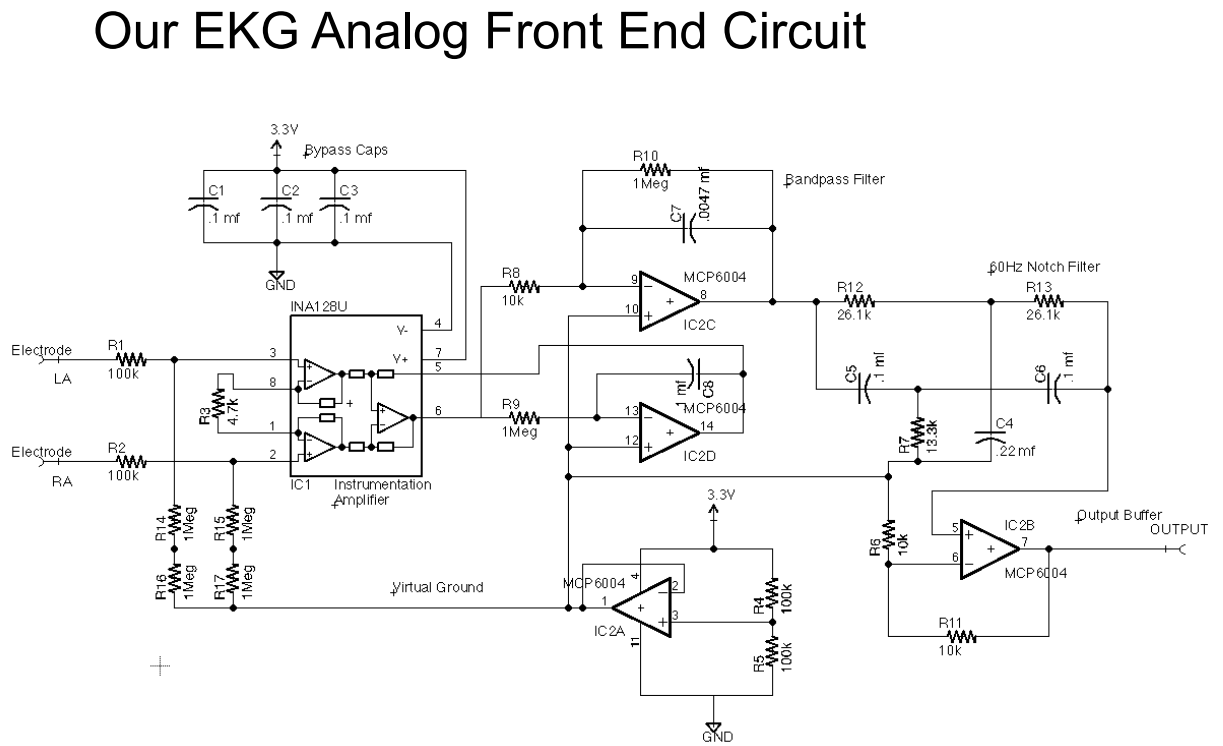 Our EKG Analog Front End Circuit
3.3V
Bypass Caps
C1
.1 mf
C2
.1 mf
C3
.1 mf
GND
INA128U
V-
4
V+
7
5
3
8
1
2
6
Electrode
LA
R1
100k
R3
4.7k
Electrode
RA
R2
100k
IC1
Instrumentation
Amplifier
R14
1Meg
R15
1Meg
R16
1Meg
R17
1Meg
Virtual Ground
R10
1Meg
C7
.0047 mf
Bandpass Filter
R8
10k
MCP6004
9
10
8
IC2C
R9
1Meg
.1 mf
C8
MCP6004
13
12
14
IC2D
60Hz Notch Filter
R12
26.1k
R13
26.1k
C5
.1 mf
C6
.1 mf
R7
13.3k
C4
.22 mf
3.3V
MCP6004
4
2
1
3
11
IC2A
R4
100k
R5
100k
GND
R6
10k
5
6
7
IC2B
MCP6004
Output Buffer
OUTPUT
R11
10k